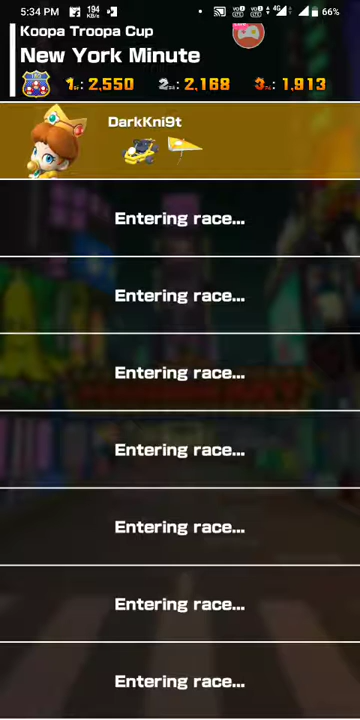 5:34 PM 194 KB/s 4G 66%
Koopa Troopa Cup
New York Minute
1st: 2,550 2nd: 2,168 3rd: 1,913
DarkKni9t
Entering race...
Entering race...
Entering race...
Entering race...
Entering race...
Entering race...
Entering race...